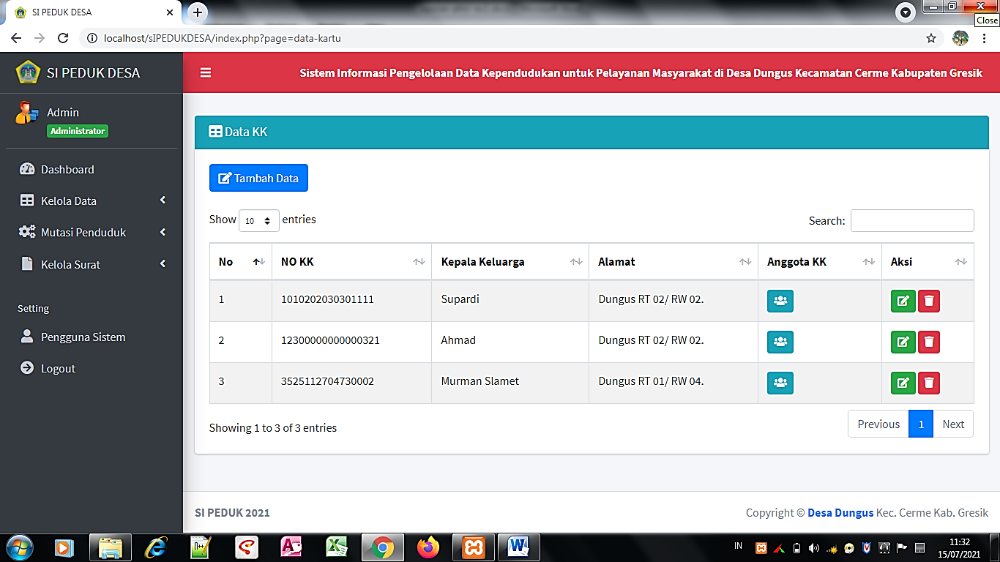 SI PEDUK DESA
Close
localhost/sIPEDUKDESA/index.php?page=data-kartu
SI PEDUK DESA
Sistem Informasi Pengelolaan Data Kependudukan untuk Pelayanan Masyarakat di Desa Dungus Kecamatan Cerme Kabupaten Gresik
Admin
Administrator
Dashboard
Kelola Data
Mutasi Penduduk
Kelola Surat
Setting
Pengguna Sistem
Logout
Data KK
Tambah Data
Show 10 entries
Search:
No NO KK Kepala Keluarga Alamat Anggota KK Aksi
1 1010202030301111 Supardi Dungus RT 02/ RW 02.
2 12300000000000321 Ahmad Dungus RT 02/ RW 02.
3 3525112704730002 Murman Slamet Dungus RT 01/ RW 04.
Showing 1 to 3 of 3 entries
Previous 1 Next
SI PEDUK 2021
Copyright © Desa Dungus Kec. Cerme Kab. Gresik
IN
11:32
15/07/2021